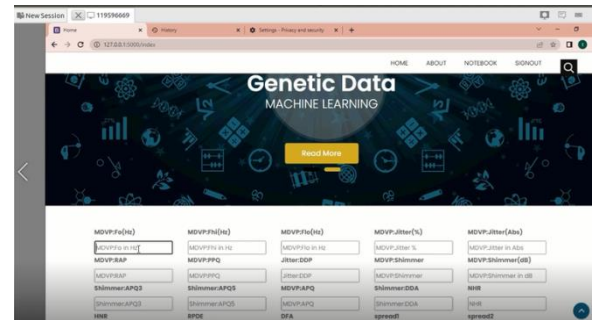 New Session
119596669
Home
History
Settings - Privacy and security
127.0.0.1:5000/index
HOME ABOUT NOTEBOOK SIGNOUT
Genetic Data
MACHINE LEARNING
Read More
MDVP:Fo(Hz) MDVP:Fhi(Hz) MDVP:Flo(Hz) MDVP:Jitter(%) MDVP:Jitter(Abs)
MDVP:Fo in Hz MDVP:Fhi in Hz MDVP:Flo in Hz MDVP:Jitter % MDVP:Jitter in Abs
MDVP:RAP MDVP:PPQ Jitter:DDP MDVP:Shimmer MDVP:Shimmer(dB)
MDVP:RAP MDVP:PPQ Jitter:DDP MDVP:Shimmer MDVP:Shimmer in dB
Shimmer:APQ3 Shimmer:APQ5 MDVP:APQ Shimmer:DDA NHR
Shimmer:APQ3 Shimmer:APQ5 MDVP:APQ Shimmer:DDA NHR
HNR RPDE DFA spread1 spread2